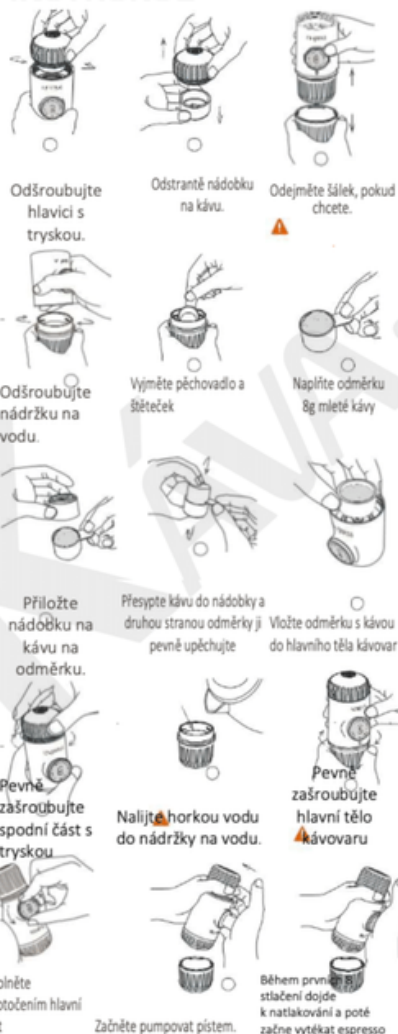 Odšroubujte
hlavici s
tryskou.
Odstrantě nádobku
na kávu.
Odejměte šálek, pokud
chcete.
Odšroubujte
nádržku na
vodu.
Vyjměte pěchovadlo a
štěteček
Naplňte odměrku
8g mleté kávy
Přiložte
nádobku na
kávu na
odměrku.
Přesypte kávu do nádobky a
druhou stranou odměrky ji
pevně upěchujte
Vložte odměrku s kávou
do hlavního těla kávovar
Pevně
zašroubujte
spodní část s
tryskou
Nalijte horkou vodu
do nádržky na vodu.
Pevně
zašroubujte
hlavní tělo
kávovaru
otočením hlavní
Začněte pumpovat pístem.
Během prvních 8
stlačení dojde
k natlakování a poté
začne vytékat espresso